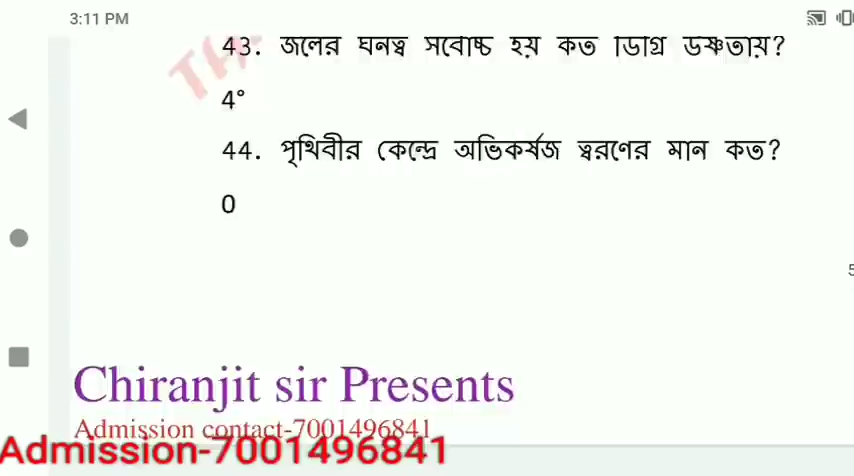 3:11 PM
43. জলের ঘনত্ব সর্বোচ্চ হয় কত ডিগ্রি উষ্ণতায়?
4°
44. পৃথিবীর কেন্দ্রে অভিকর্ষজ ত্বরণের মান কত?
0
5
Chiranjit sir Presents
Admission contact-7001496841
Admission-7001496841